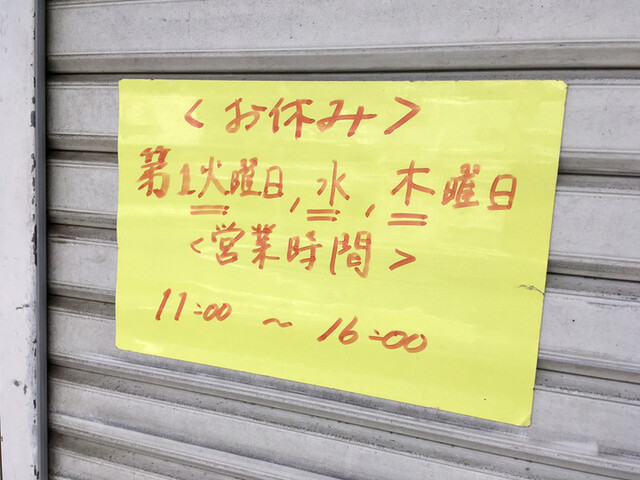 <お休み>
第1火曜日,水,木曜日
<営業時間>
11:00 ~ 16:00